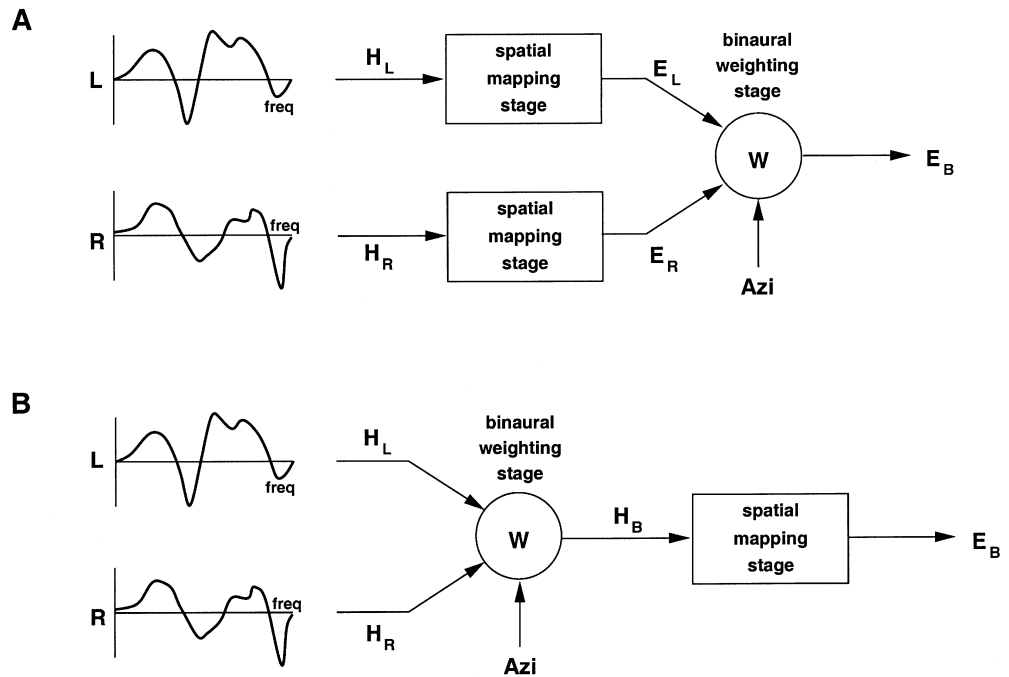 A
L
freq
H L
spatial
mapping
stage
E L
binaural
weighting
stage
W
E B
R
freq
H R
spatial
mapping
stage
E R
Azi
B
L
freq
H L
binaural
weighting
stage
W
H B
spatial
mapping
stage
E B
R
freq
H R
Azi